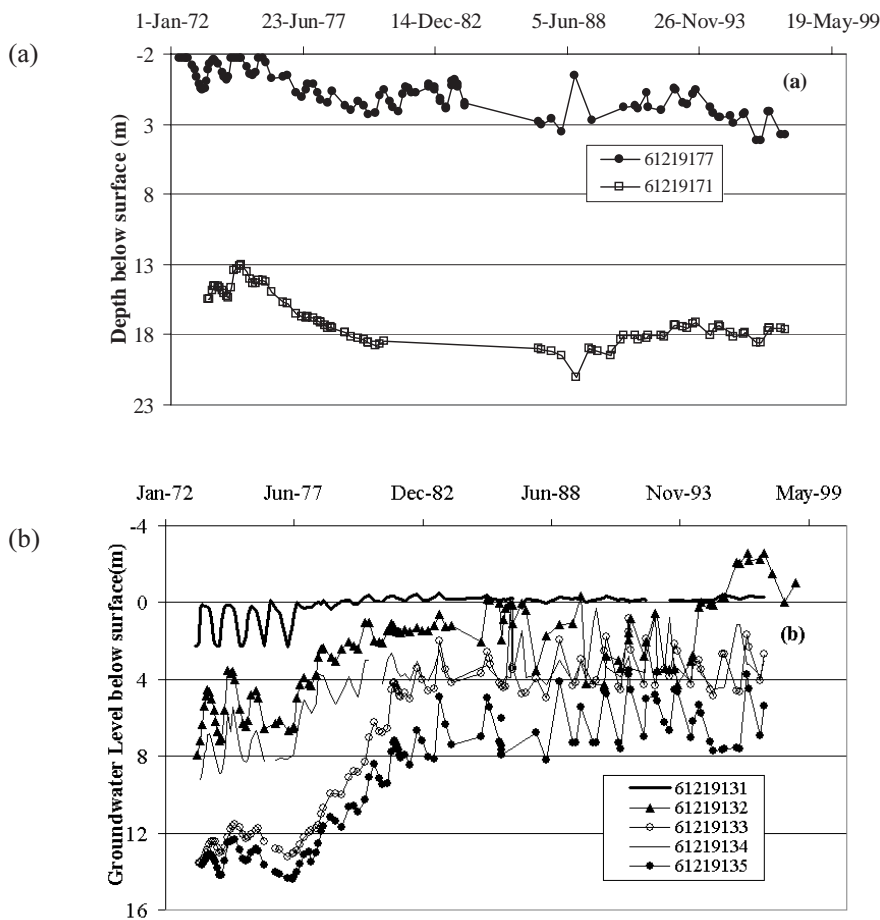 1-Jan-72 23-Jun-77 14-Dec-82 5-Jun-88 26-Nov-93 19-May-99
(a)
-2
(a)
3
61219177
61219171
8
13
18
23
Depth below surface (m)
Jan-72 Jun-77 Dec-82 Jun-88 Nov-93 May-99
(b)
-4
0
(b)
4
8
61219131
61219132
61219133
61219134
61219135
12
16
Groundwater Level below surface(m)